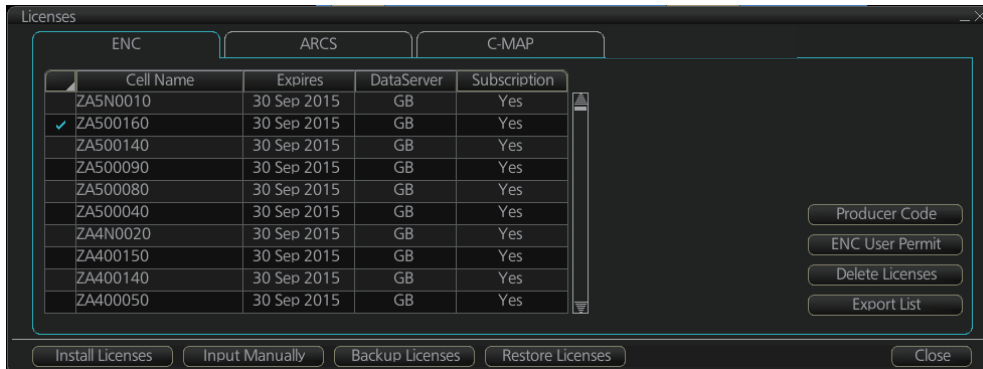 Licenses
ENC ARCS C-MAP
Cell Name Expires DataServer Subscription
ZA5N0010 30 Sep 2015 GB Yes
ZA500160 30 Sep 2015 GB Yes
ZA500140 30 Sep 2015 GB Yes
ZA500090 30 Sep 2015 GB Yes
ZA500080 30 Sep 2015 GB Yes
ZA500040 30 Sep 2015 GB Yes
ZA4N0020 30 Sep 2015 GB Yes
ZA400150 30 Sep 2015 GB Yes
ZA400140 30 Sep 2015 GB Yes
ZA400050 30 Sep 2015 GB Yes
Producer Code
ENC User Permit
Delete Licenses
Export List
Install Licenses Input Manually Backup Licenses Restore Licenses Close